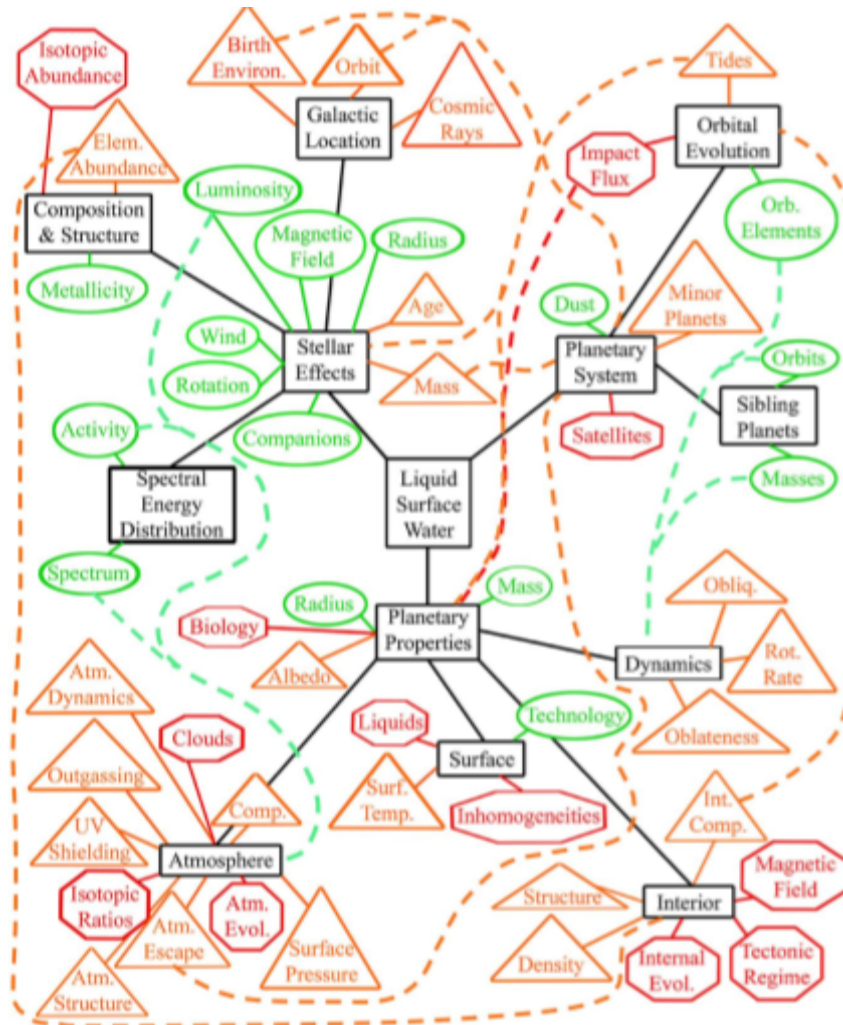 Isotopic
Abundance
Birth
Environ.
Orbit
Tides
Galactic
Location
Cosmic
Rays
Orbital
Evolution
Elem.
Abundance
Impact
Flux
Luminosity
Composition
& Structure
Magnetic
Field
Radius
Orb.
Elements
Metallicity
Age
Dust
Minor
Planets
Wind
Stellar
Effects
Planetary
System
Orbits
Rotation
Mass
Sibling
Planets
Activity
Companions
Satellites
Spectral
Energy
Distribution
Liquid
Surface
Water
Masses
Spectrum
Radius
Mass
Obliq.
Biology
Planetary
Properties
Albedo
Dynamics
Rot.
Rate
Atm.
Dynamics
Clouds
Liquids
Technology
Oblateness
Outgassing
Surface
Surf.
Temp.
Comp.
Inhomogeneities
Int.
Comp.
UV
Shielding
Atmosphere
Magnetic
Field
Isotopic
Ratios
Atm.
Evol.
Structure
Interior
Atm.
Escape
Surface
Pressure
Density
Internal
Evol.
Tectonic
Regime
Atm.
Structure